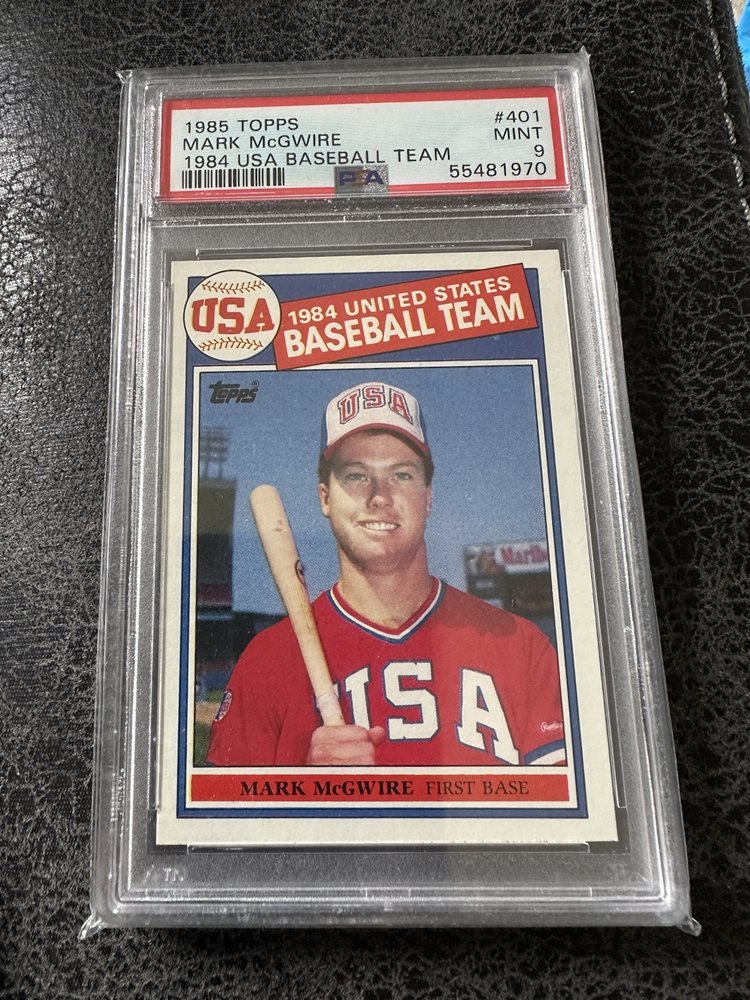 1985 TOPPS #401
MARK McGWIRE MINT
1984 USA BASEBALL TEAM 9
PSA 55481970
USA
1984 UNITED STATES
BASEBALL TEAM
TOPPS
USA
USA
MARK McGWIRE FIRST BASE